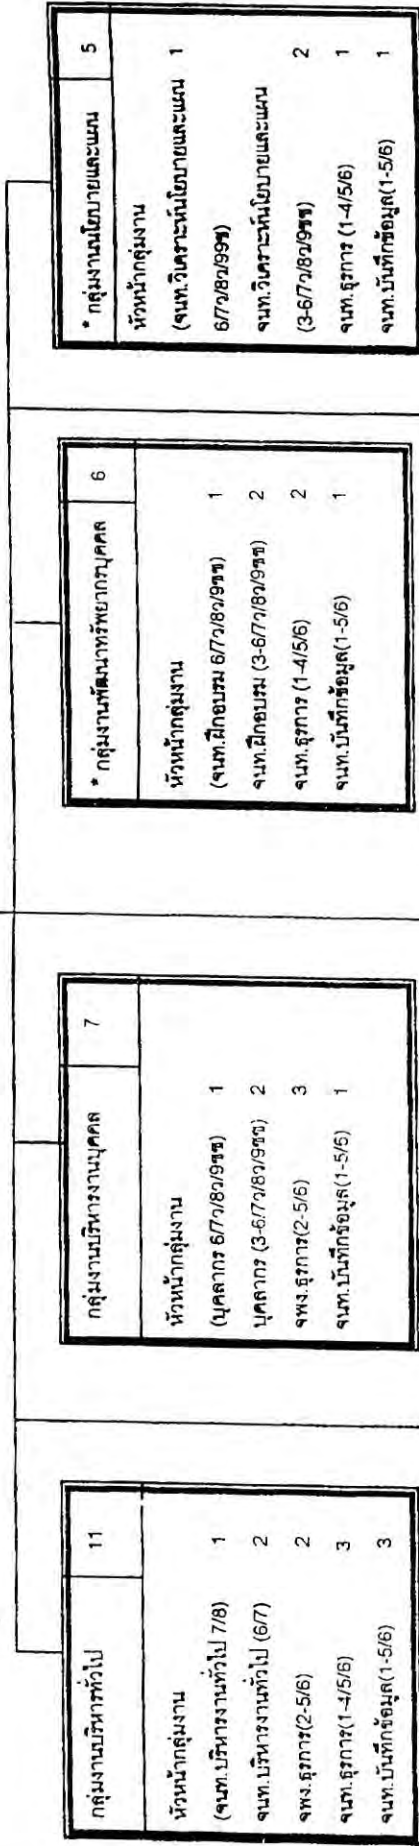 กลุ่มงานบริหารทั่วไป 11
หัวหน้ากลุ่มงาน
(จนท.บริหารงานทั่วไป 7/8) 1
จนท.บริหารงานทั่วไป (6/7) 2
จพง.ธุรการ(2-5/6) 2
จนท.ธุรการ(1-4/5/6) 3
จนท.บันทึกข้อมูล(1-5/6) 3
กลุ่มงานบริหารงานบุคคล 7
หัวหน้ากลุ่มงาน
(บุคลากร 6/7ว/8ว/9ชช) 1
บุคลากร (3-6/7ว/8ว/9ชช) 2
จพง.ธุรการ(2-5/6) 3
จนท.บันทึกข้อมูล(1-5/6) 1
* กลุ่มงานพัฒนาทรัพยากรบุคคล 6
หัวหน้ากลุ่มงาน
(จนท.ฝึกอบรม 6/7ว/8ว/9ชช) 1
จนท.ฝึกอบรม (3-6/7ว/8ว/9ชช) 2
จนท.ธุรการ (1-4/5/6) 2
จนท.บันทึกข้อมูล(1-5/6) 1
* กลุ่มงานนโยบายและแผน 5
หัวหน้ากลุ่มงาน
(จนท.วิเคราะห์นโยบายและแผน 1
6/7ว/8ว/99ช)
จนท.วิเคราะห์นโยบายและแผน
(3-6/7ว/8ว/9ชช) 2
จนท.ธุรการ (1-4/5/6) 1
จนท.บันทึกข้อมูล(1-5/6) 1